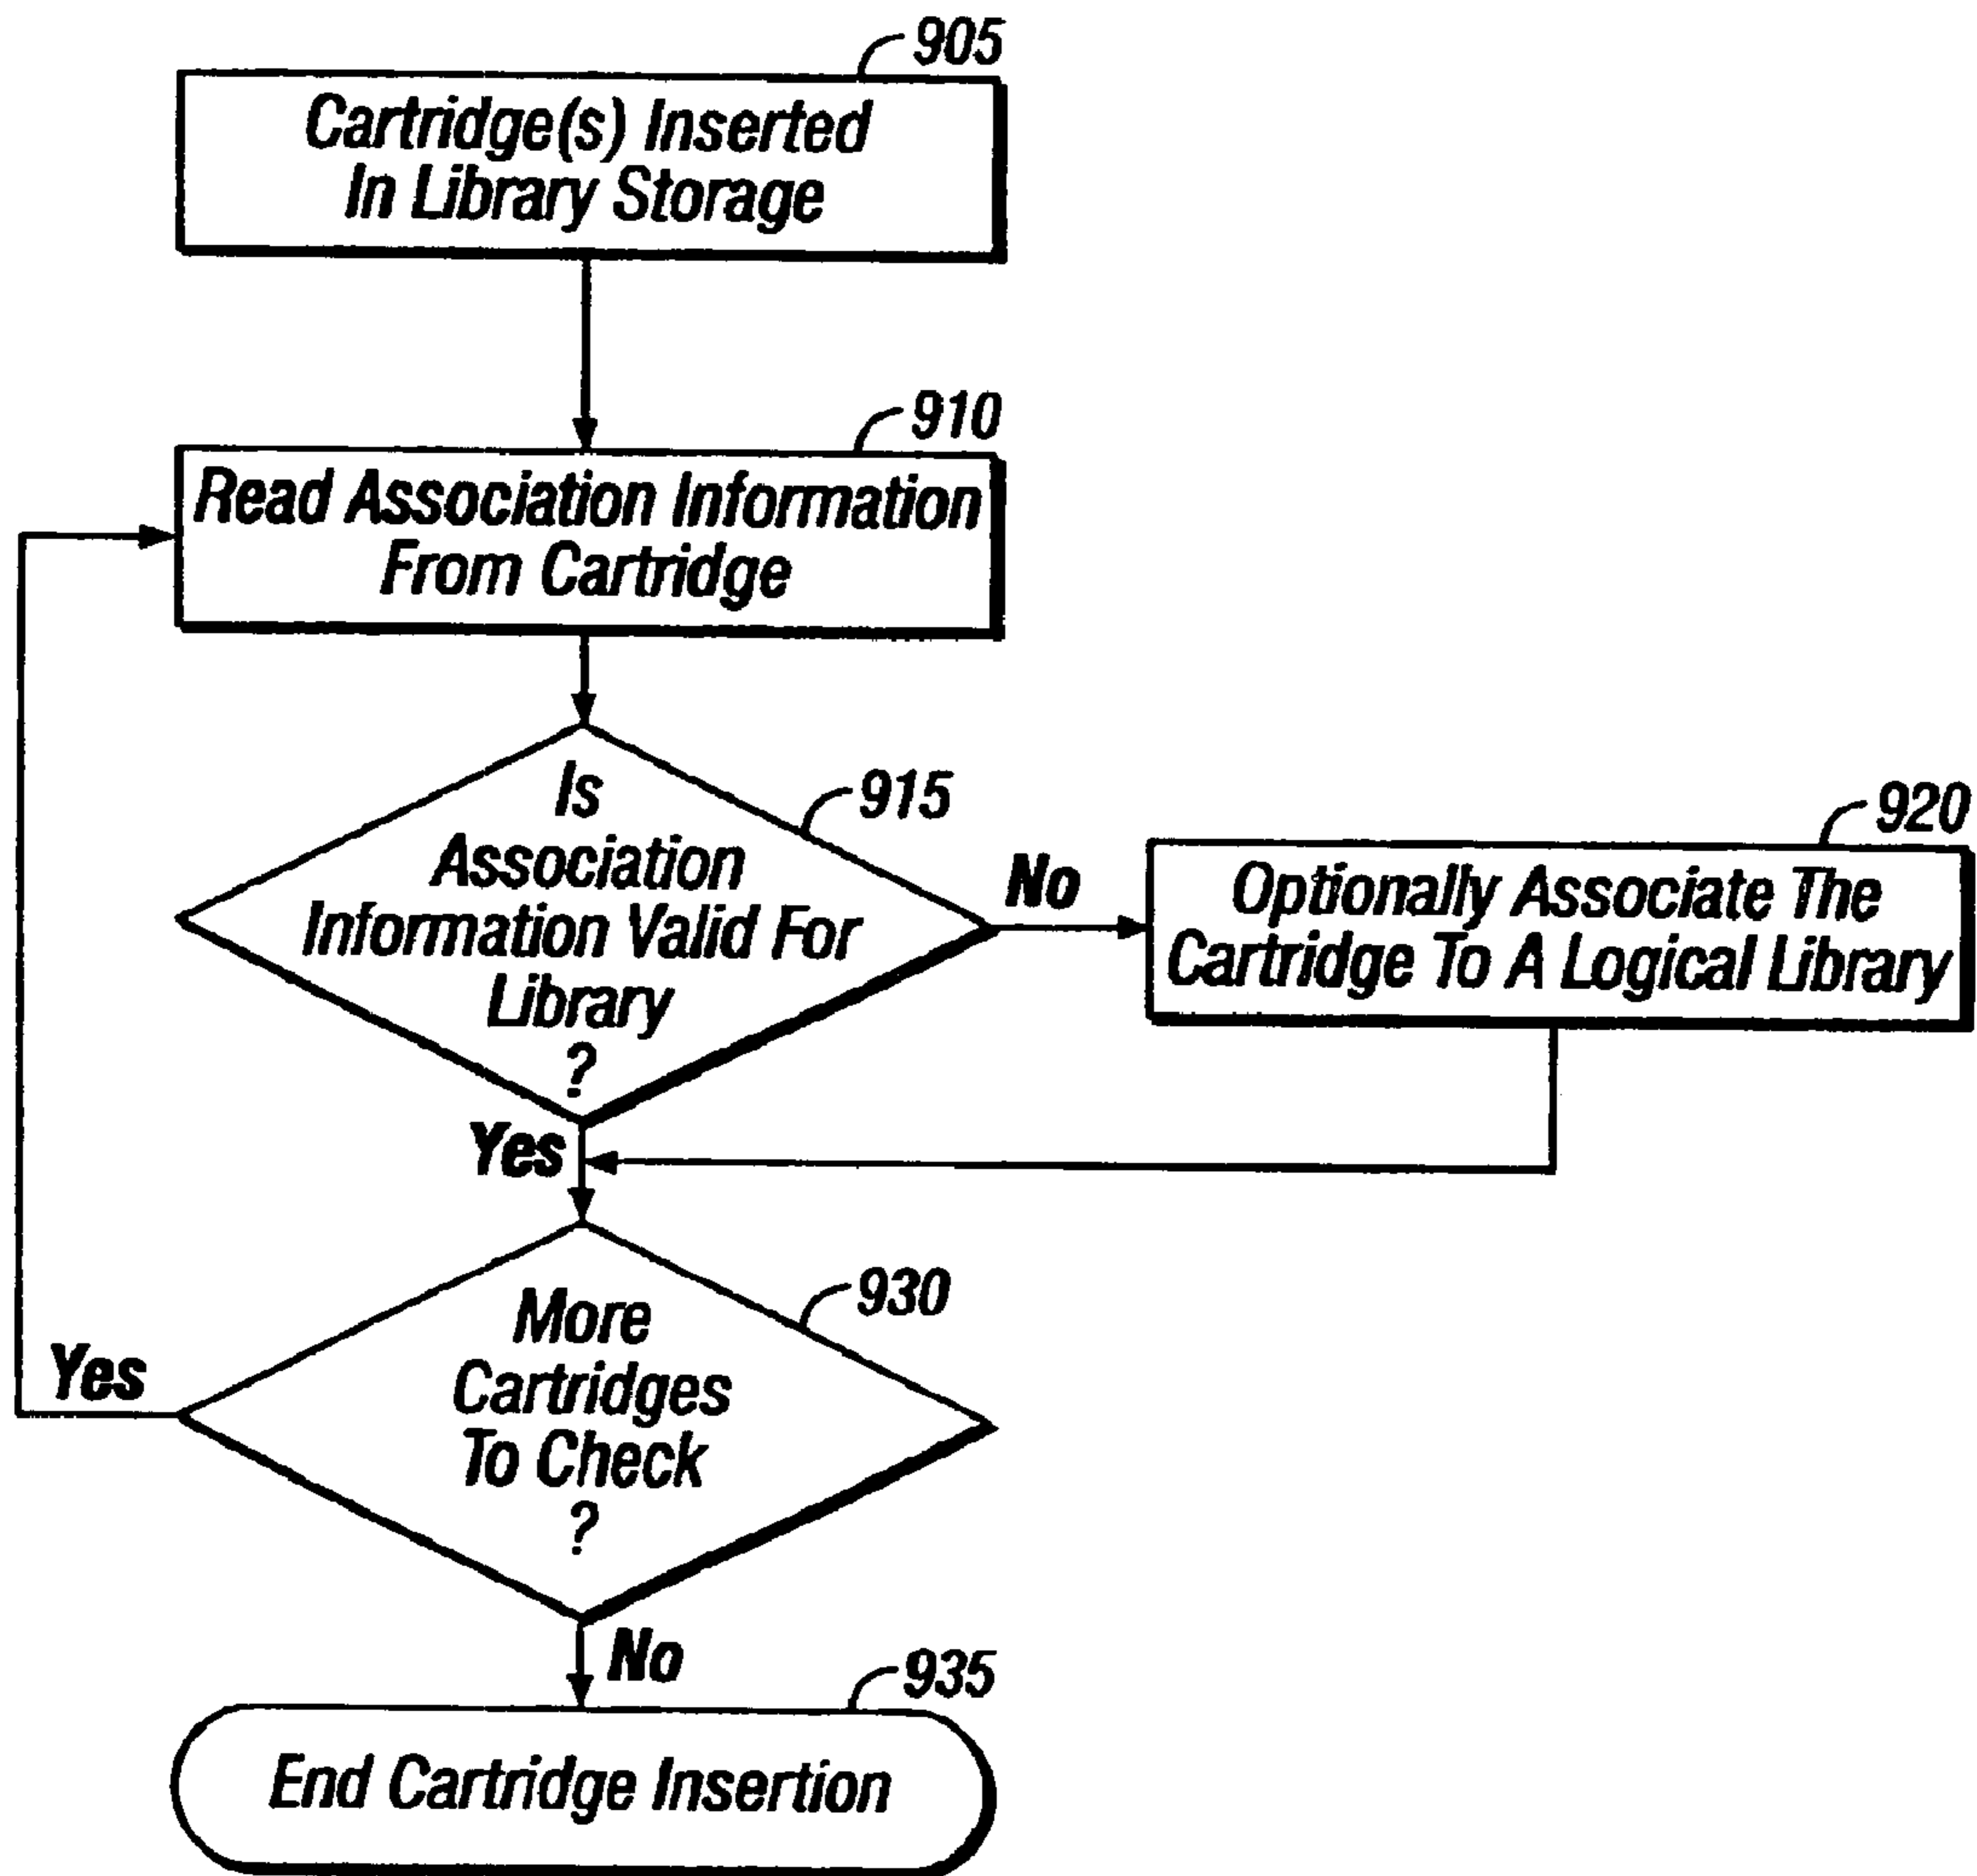 905
Cartridge(s) Inserted
In Library Storage
910
Read Association Information
From Cartridge
Is
Association
Information Valid For
Library
?
915
No
920
Optionally Associate The
Cartridge To A Logical Library
Yes
More
Cartridges
To Check
?
930
Yes
No
935
End Cartridge Insertion